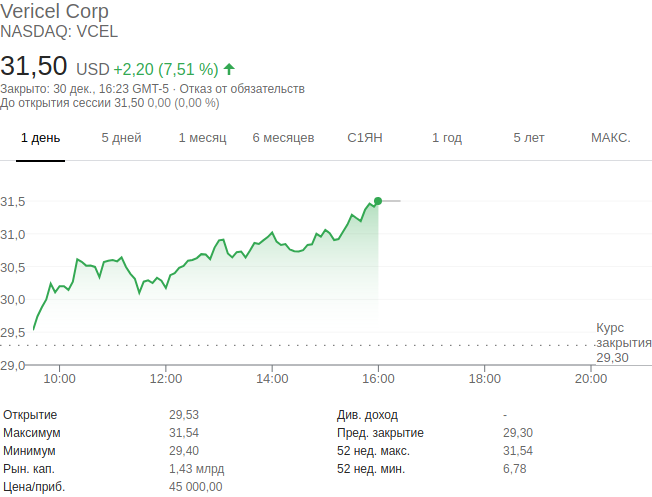 Vericel Corp
NASDAQ: VCEL
31,50 USD +2,20 (7,51 %)
Закрыто: 30 дек., 16:23 GMT-5 · Отказ от обязательств
До открытия сессии 31,50 0,00 (0,00 %)
1 день 5 дней 1 месяц 6 месяцев С1ЯН 1 год 5 лет МАКС.
31,5
31,0
30,5
30,0
29,5
Курс
закрытия
29,30
29,0
10:00 12:00 14:00 16:00 18:00 20:00
Открытие 29,53 Див. доход -
Максимум 31,54 Пред. закрытие 29,30
Минимум 29,40 52 нед. макс. 31,54
Рын. кап. 1,43 млрд 52 нед. мин. 6,78
Цена/приб. 45 000,00